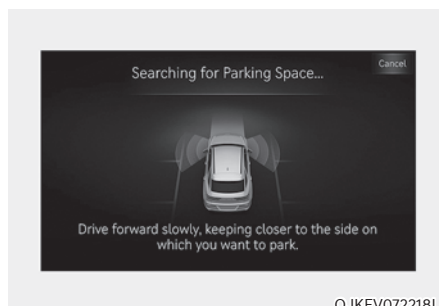 Cancel
Searching for Parking Space...
Drive forward slowly, keeping closer to the side on
which you want to park.